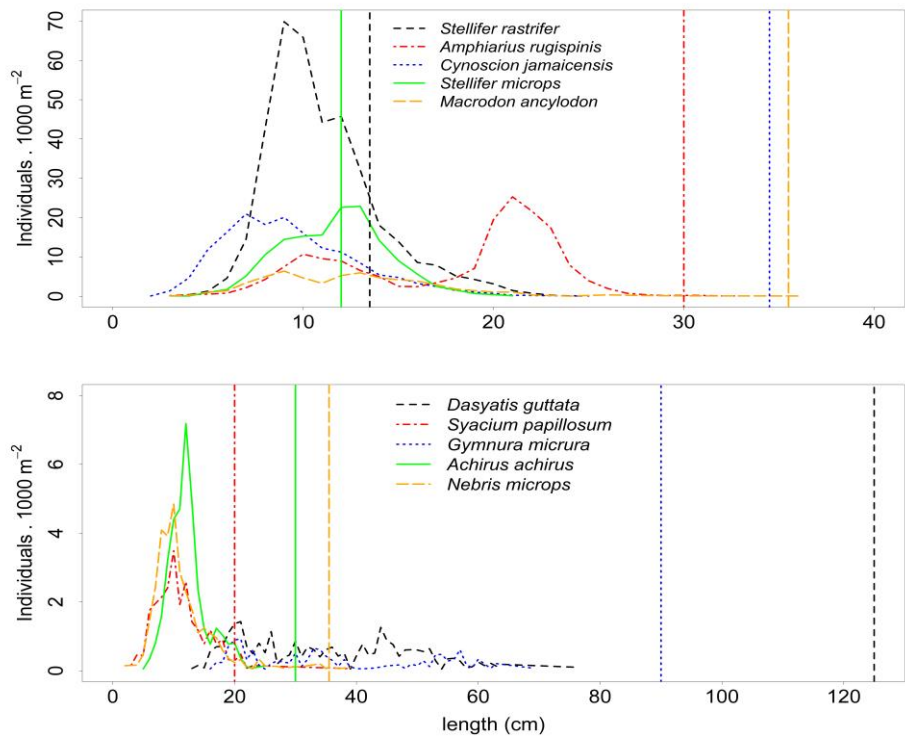 70
60
50
40
30
20
10
0
Individuals . 1000 m⁻²
Stellifer rastrifer
Amphiarius rugispinis
Cynoscion jamaicensis
Stellifer microps
Macrodon ancylodon
0 10 20 30 40
8
6
4
2
0
Individuals . 1000 m⁻²
Dasyatis guttata
Syacium papillosum
Gymnura micrura
Achirus achirus
Nebris microps
0 20 40 60 80 100 120
length (cm)